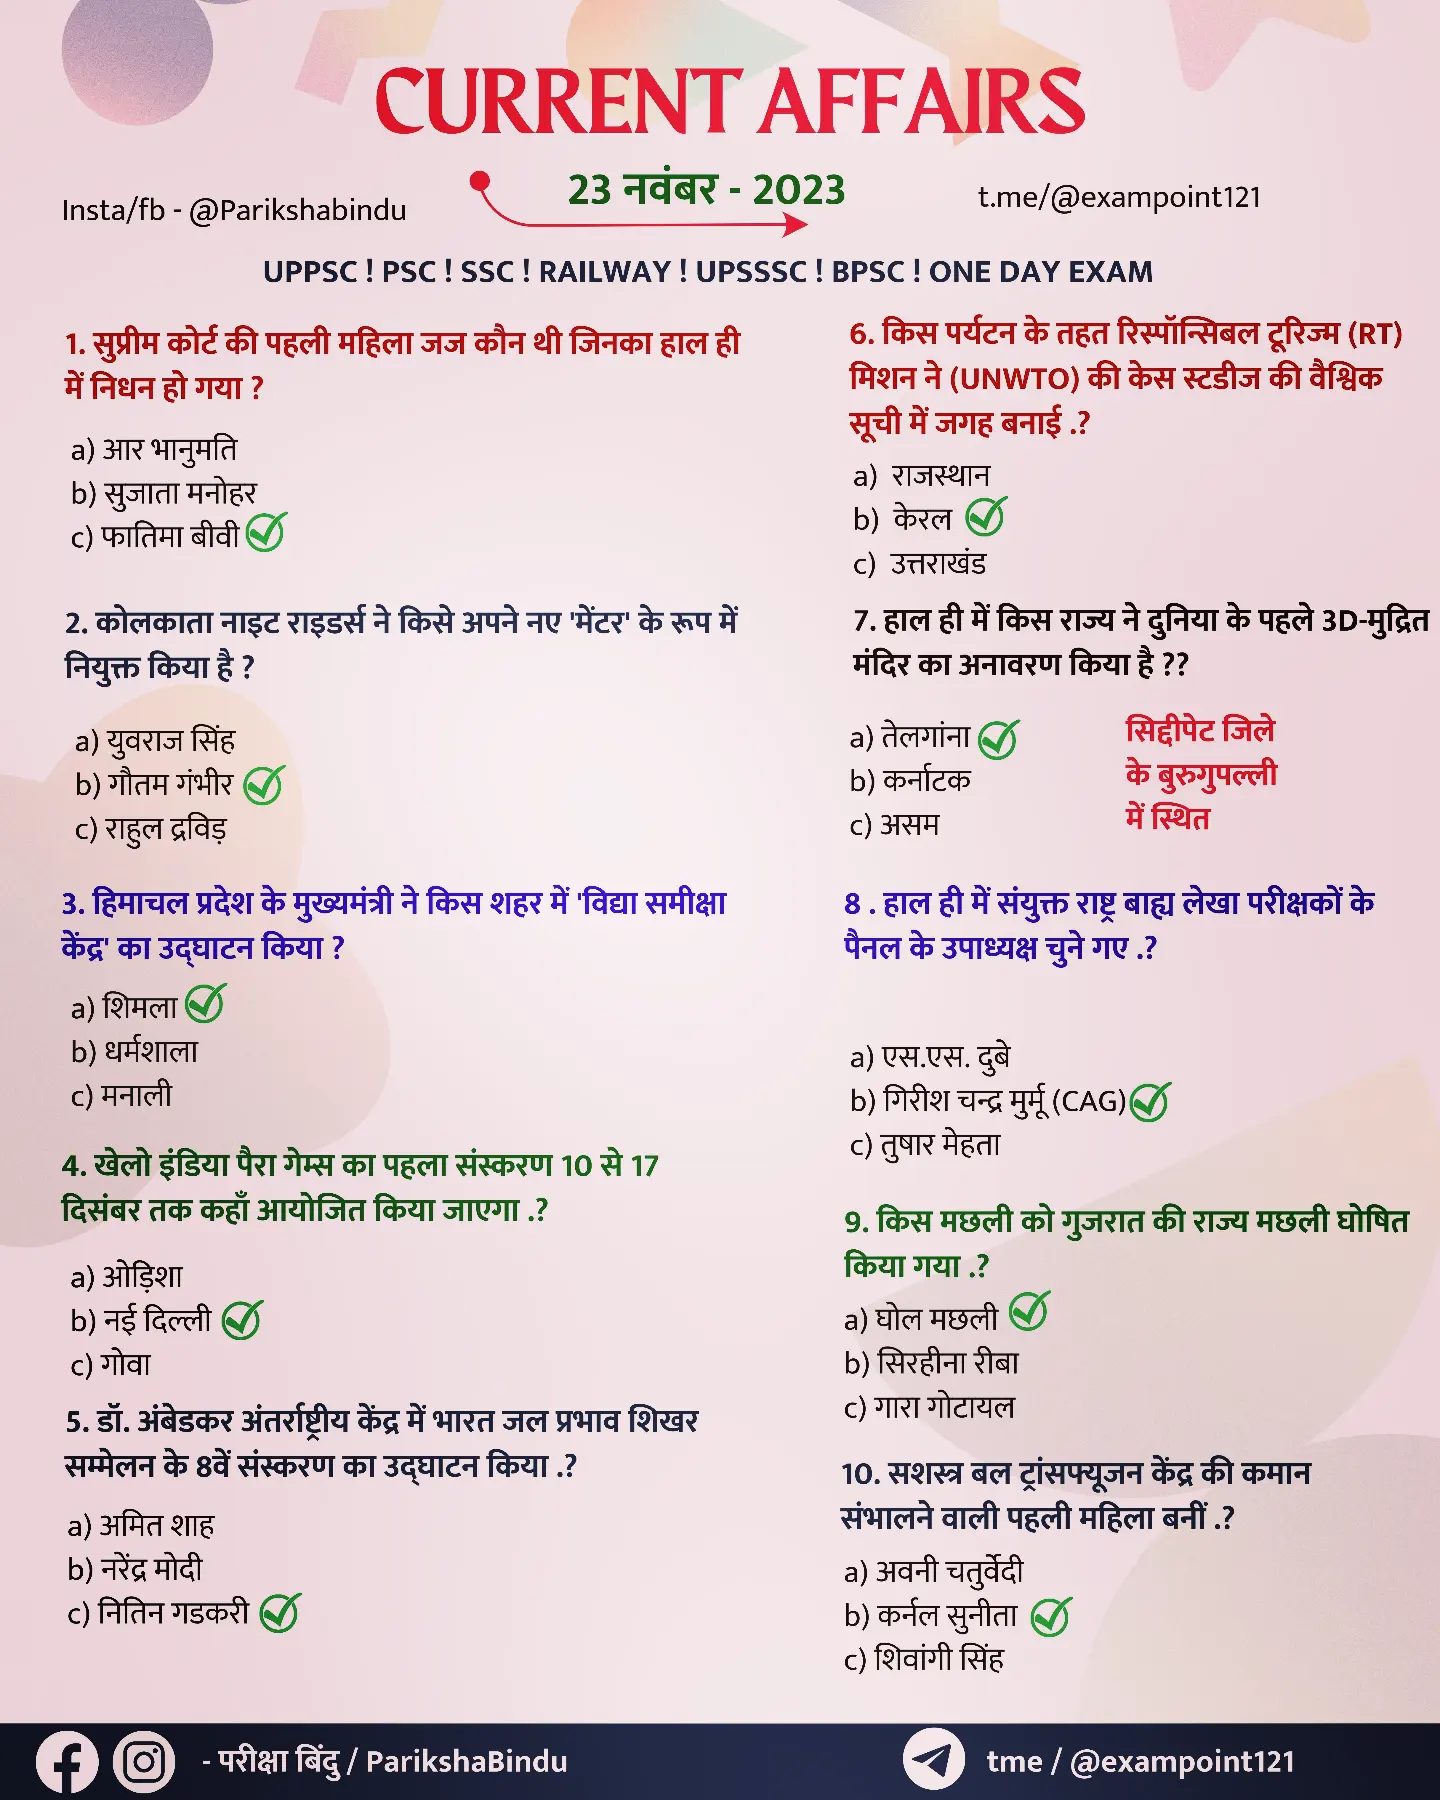 CURRENT AFFAIRS
23 नवंबर - 2023
Insta/fb - @Parikshabindu
t.me/@exampoint121
UPPSC ! PSC ! SSC ! RAILWAY ! UPSSSC ! BPSC ! ONE DAY EXAM
1. सुप्रीम कोर्ट की पहली महिला जज कौन थी जिनका हाल ही
में निधन हो गया ?
a) आर भानुमति
b) सुजाता मनोहर
c) फातिमा बीवी
2. कोलकाता नाइट राइडर्स ने किसे अपने नए 'मेंटर' के रूप में
नियुक्त किया है ?
a) युवराज सिंह
b) गौतम गंभीर
c) राहुल द्रविड़
3. हिमाचल प्रदेश के मुख्यमंत्री ने किस शहर में 'विद्या समीक्षा
केंद्र' का उद्घाटन किया ?
a) शिमला
b) धर्मशाला
c) मनाली
4. खेलो इंडिया पैरा गेम्स का पहला संस्करण 10 से 17
दिसंबर तक कहाँ आयोजित किया जाएगा .?
a) ओड़िशा
b) नई दिल्ली
c) गोवा
5. डॉ. अंबेडकर अंतर्राष्ट्रीय केंद्र में भारत जल प्रभाव शिखर
सम्मेलन के 8वें संस्करण का उद्घाटन किया .?
a) अमित शाह
b) नरेंद्र मोदी
c) नितिन गडकरी
6. किस पर्यटन के तहत रिस्पॉन्सिबल टूरिज्म (RT)
मिशन ने (UNWTO) की केस स्टडीज की वैश्विक
सूची में जगह बनाई .?
a) राजस्थान
b) केरल
c) उत्तराखंड
7. हाल ही में किस राज्य ने दुनिया के पहले 3D-मुद्रित
मंदिर का अनावरण किया है ??
a) तेलगांना
b) कर्नाटक
c) असम
सिद्दीपेट जिले
के बुरुगुपल्ली
में स्थित
8 . हाल ही में संयुक्त राष्ट्र बाह्य लेखा परीक्षकों के
पैनल के उपाध्यक्ष चुने गए .?
a) एस.एस. दुबे
b) गिरीश चन्द्र मुर्मू (CAG)
c) तुषार मेहता
9. किस मछली को गुजरात की राज्य मछली घोषित
किया गया .?
a) घोल मछली
b) सिरहीना रीबा
c) गारा गोटायल
10. सशस्त्र बल ट्रांसफ्यूजन केंद्र की कमान
संभालने वाली पहली महिला बनीं .?
a) अवनी चतुर्वेदी
b) कर्नल सुनीता
c) शिवांगी सिंह
- परीक्षा बिंदु / ParikshaBindu
tme / @exampoint121